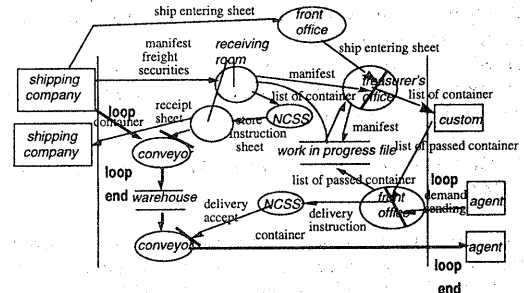 ship entering sheet
front
office
manifest
freight
securities
receiving
room
ship entering sheet
manifest
treasurer's
office
shipping
company
list of container
list of container
loop
container
receipt
sheet
NCSS
store
instruction
sheet
manifest
custom
shipping
company
conveyo
work in progress file
list of passed container
loop
end
warehouse
list of passed container
loop
delivery
accept
NCSS
front
office
demand
agent
delivery
instruction
conveyo
container
agent
loop
end